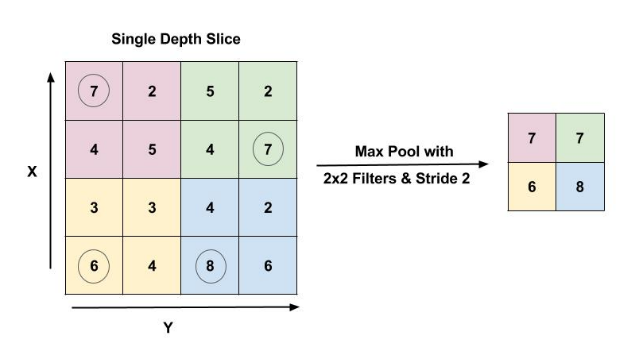 Single Depth Slice
7 2 5 2
4 5 4 7
3 3 4 2
6 4 8 6
X
Y
Max Pool with
2x2 Filters & Stride 2
7 7
6 8